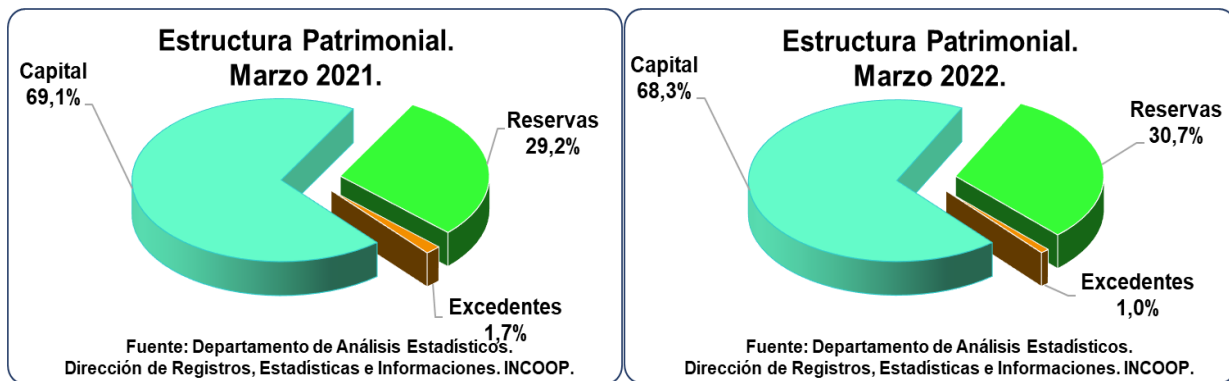 Estructura Patrimonial.
Marzo 2021.
Capital
69,1%
Reservas
29,2%
Excedentes
1,7%
Fuente: Departamento de Análisis Estadísticos.
Dirección de Registros, Estadísticas e Informaciones. INCOOP.
Estructura Patrimonial.
Marzo 2022.
Capital
68,3%
Reservas
30,7%
Excedentes
1,0%
Fuente: Departamento de Análisis Estadísticos.
Dirección de Registros, Estadísticas e Informaciones. INCOOP.